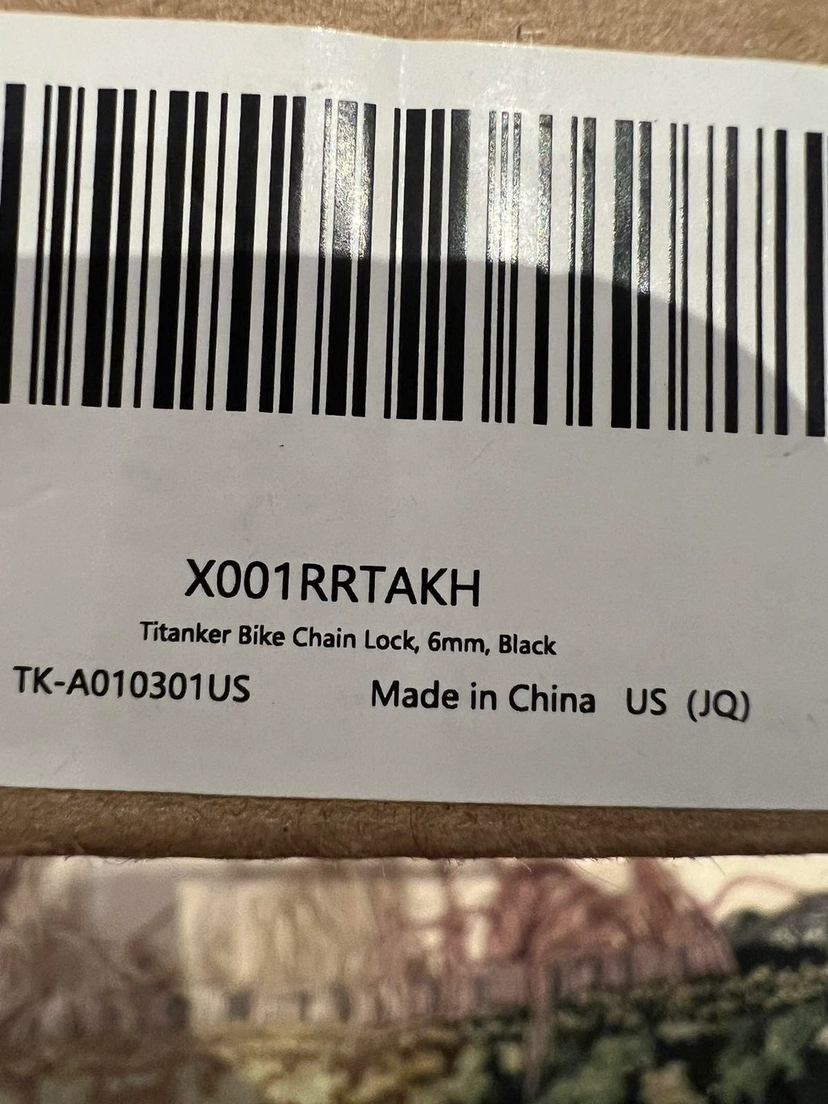 X001RRTAKH
Titanker Bike Chain Lock, 6mm, Black
TK-A010301US Made in China US (JQ)